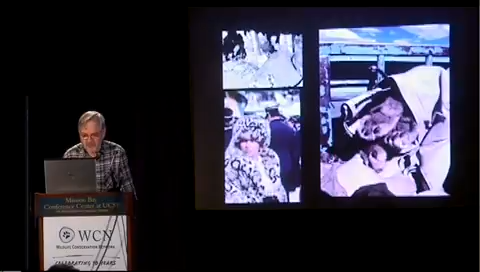 Mission Bay
Conference Center at UCSF
WCN
WILDLIFE CONSERVATION NETWORK
CELEBRATING 10 YEARS